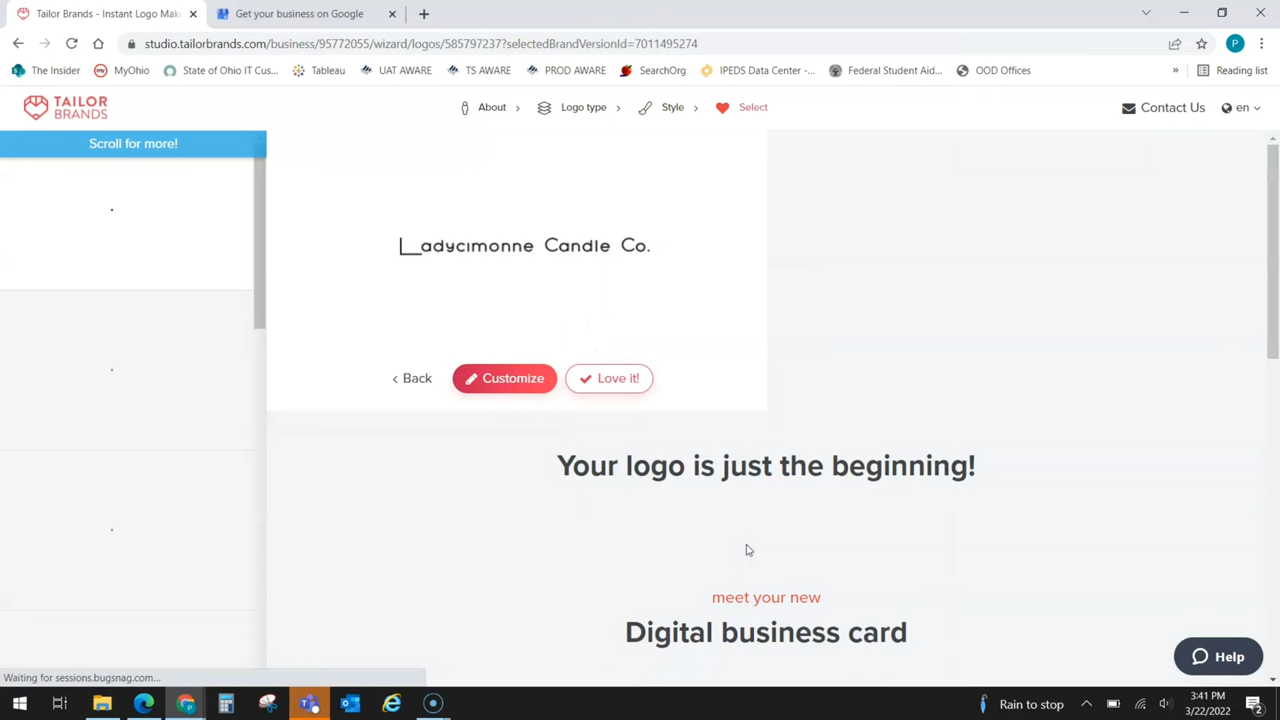 Tailor Brands - Instant Logo Mak
Get your business on Google
studio.tailorbrands.com/business/95772055/wizard/logos/585797237?selectedBrandVersionId=7011495274
P
The Insider
MyOhio
State of Ohio IT Cus...
Tableau
UAT AWARE
TS AWARE
PROD AWARE
SearchOrg
IPEDS Data Center -...
Federal Student Aid...
OOD Offices
»
Reading list
TAILOR
BRANDS
About
Logo type
Style
Select
Contact Us
en
Scroll for more!
Ladycimonne Candle Co.
Back
Customize
Love it!
Your logo is just the beginning!
meet your new
Digital business card
Help
Waiting for sessions.bugsnag.com...
Rain to stop
3:41 PM
3/22/2022
2